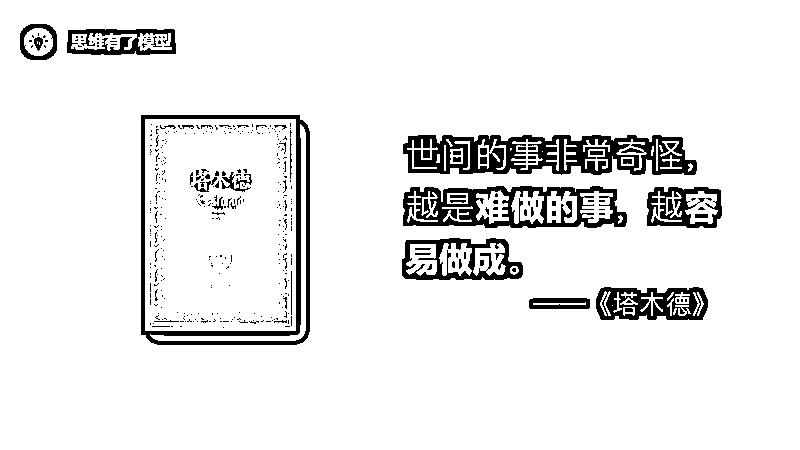 思维有了模型
塔木德
世间的事非常奇怪，
越是难做的事，越容
易做成。
——《塔木德》